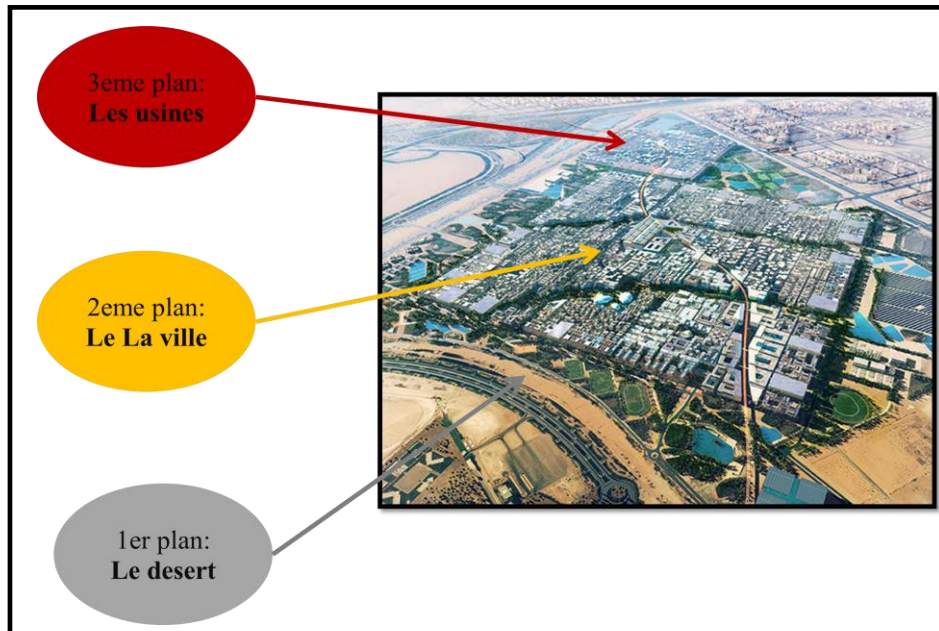 3eme plan:
Les usines
2eme plan:
Le La ville
1er plan:
Le desert